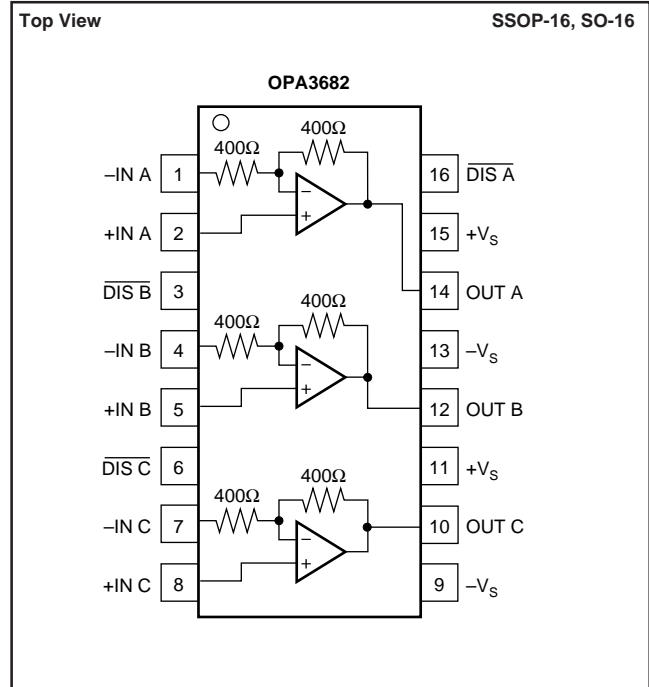 Top View SSOP-16, SO-16
OPA3682
400Ω
400Ω
–IN A 1
16 DIS A
+IN A 2
15 +VS
DIS B 3
14 OUT A
400Ω
400Ω
–IN B 4
13 –VS
+IN B 5
12 OUT B
DIS C 6
11 +VS
400Ω
400Ω
–IN C 7
10 OUT C
+IN C 8
9 –VS